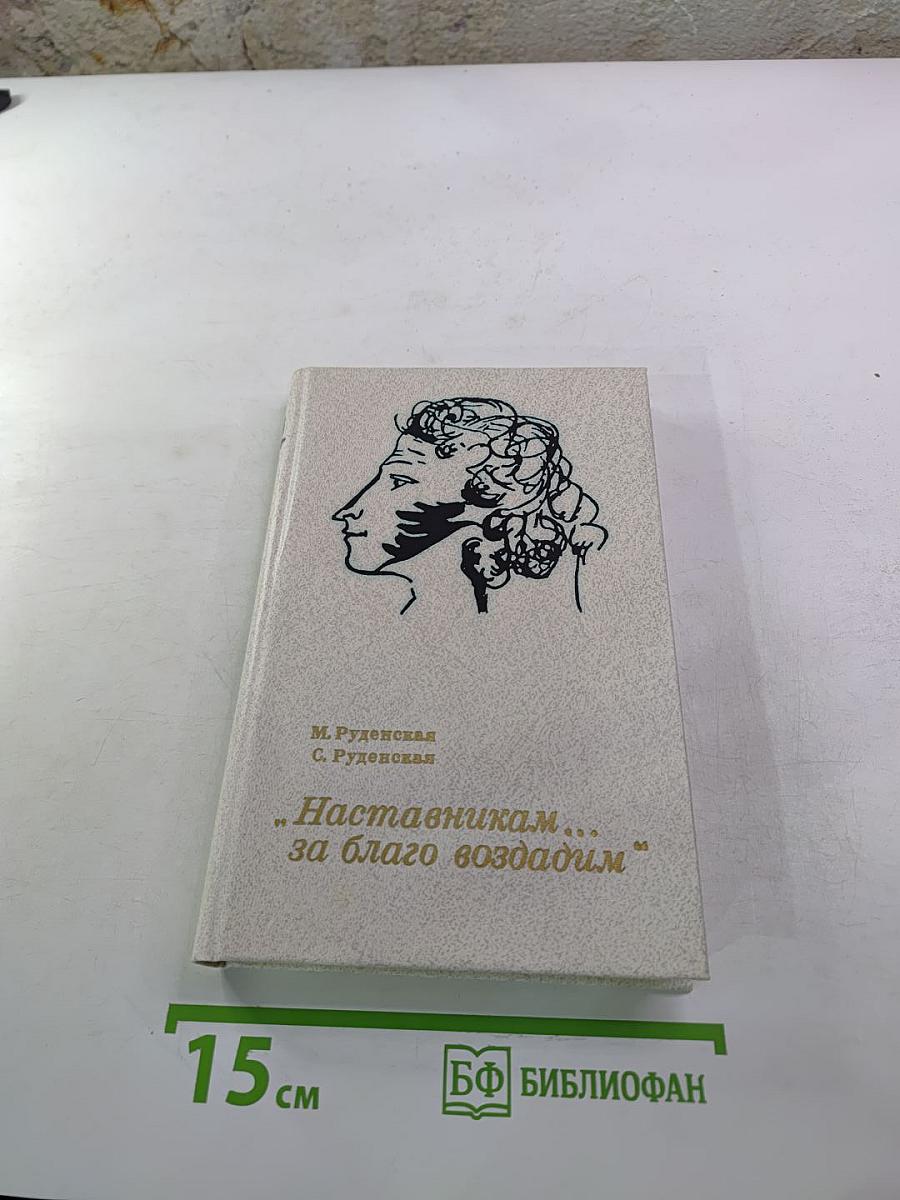 М. Руденская
С. Руденская
„Наставникам...
за благо воздадим“
15 см
БФ БИБЛИОФАН